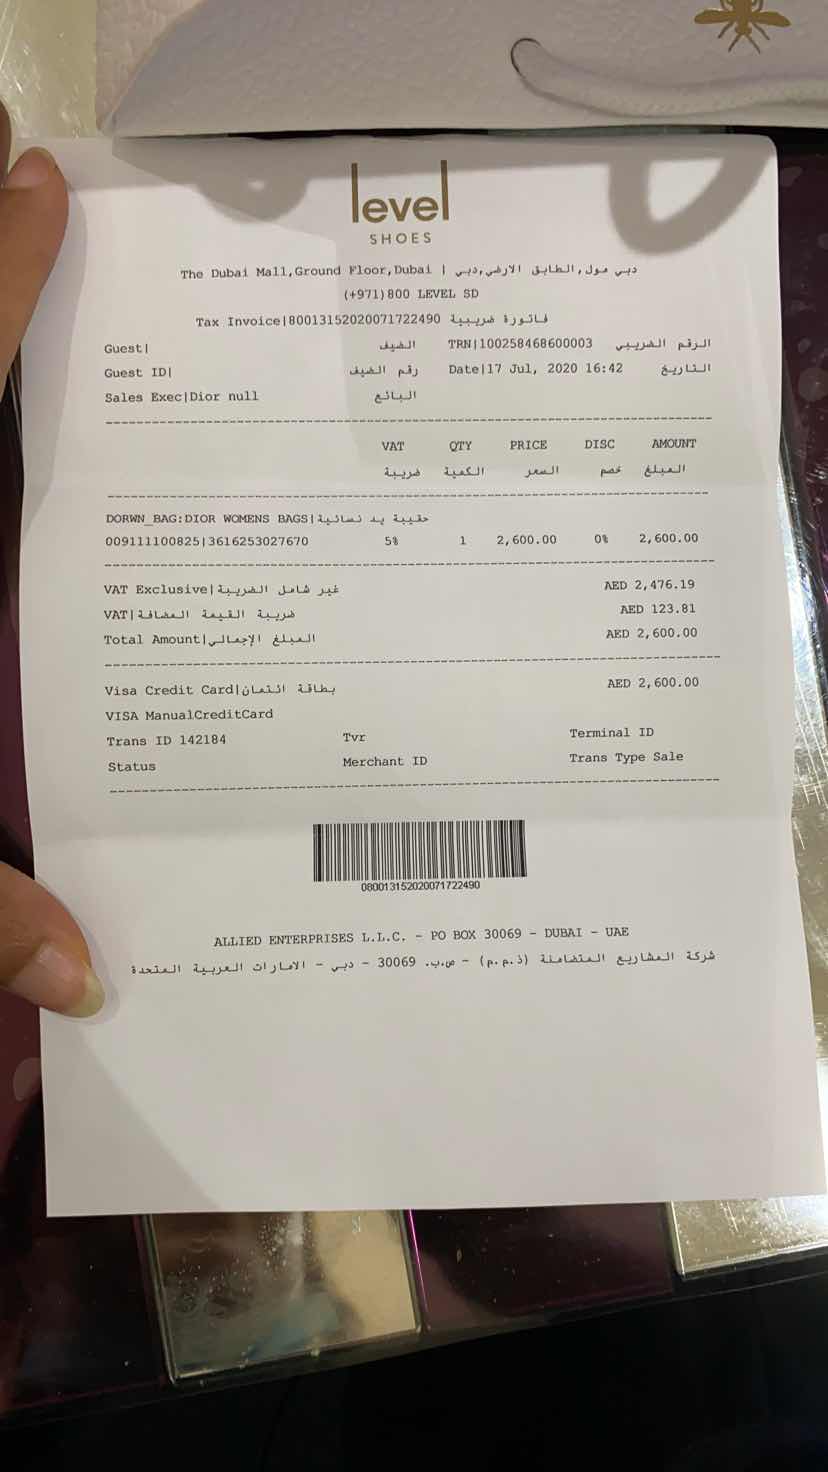 level
SHOES
The Dubai Mall,Ground Floor,Dubai | دبي مول,الطابق الارضي,دبي
(+971)800 LEVEL SD
Tax Invoice|80013152020071722490 فاتورة ضريبية
Guest| الضيف TRN|100258468600003 الرقم الضريبي
Guest ID| رقم الضيف Date|17 Jul, 2020 16:42 التاريخ
Sales Exec|Dior null البائع
VAT QTY PRICE DISC AMOUNT
ضريبة الكمية السعر خصم المبلغ
DORWN_BAG:DIOR WOMENS BAGS|حقيبة يد نسائية
009111100825|3616253027670 5% 1 2,600.00 0% 2,600.00
VAT Exclusive|غير شامل الضريبة AED 2,476.19
VAT|ضريبة القيمة المضافة AED 123.81
Total Amount|المبلغ الإجمالي AED 2,600.00
Visa Credit Card|بطاقة ائتمان AED 2,600.00
VISA ManualCreditCard
Trans ID 142184 Tvr Terminal ID
Status Merchant ID Trans Type Sale
080013152020071722490
ALLIED ENTERPRISES L.L.C. - PO BOX 30069 - DUBAI - UAE
شركة المشاريع المتضامنة (ذ.م.م) - ص.ب. 30069 - دبي - الامارات العربية المتحدة